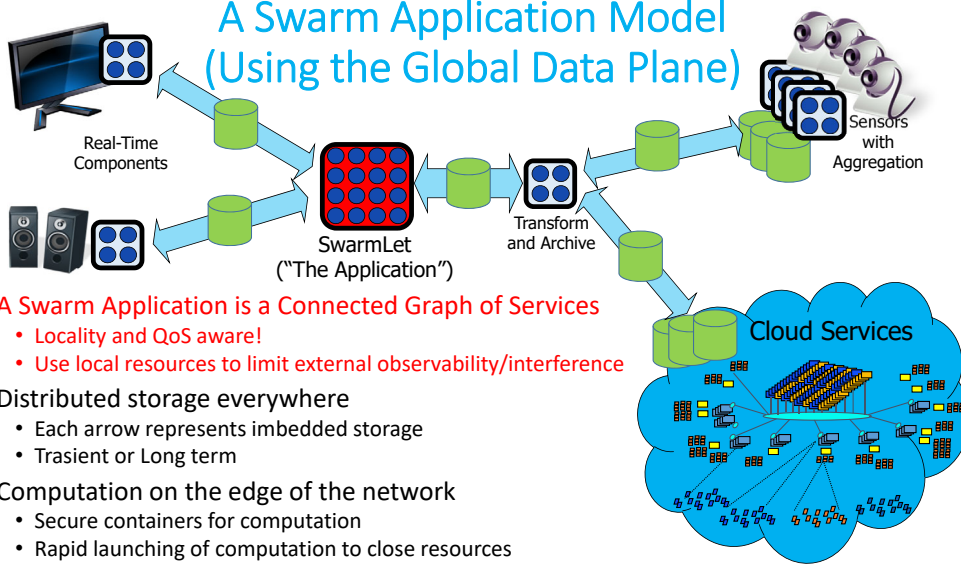 A Swarm Application Model
(Using the Global Data Plane)
Real-Time
Components
Sensors
with
Aggregation
SwarmLet
("The Application")
Transform
and Archive
Cloud Services
A Swarm Application is a Connected Graph of Services
• Locality and QoS aware!
• Use local resources to limit external observability/interference
Distributed storage everywhere
• Each arrow represents imbedded storage
• Trasient or Long term
Computation on the edge of the network
• Secure containers for computation
• Rapid launching of computation to close resources